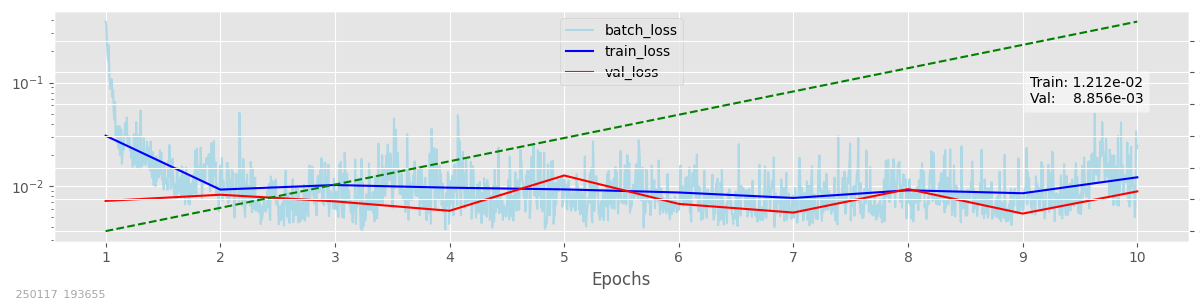 batch_loss
train_loss
val_loss
Train: 1.212e-02
Val: 8.856e-03
10⁻¹
10⁻²
1 2 3 4 5 6 7 8 9 10
Epochs
250117_193655